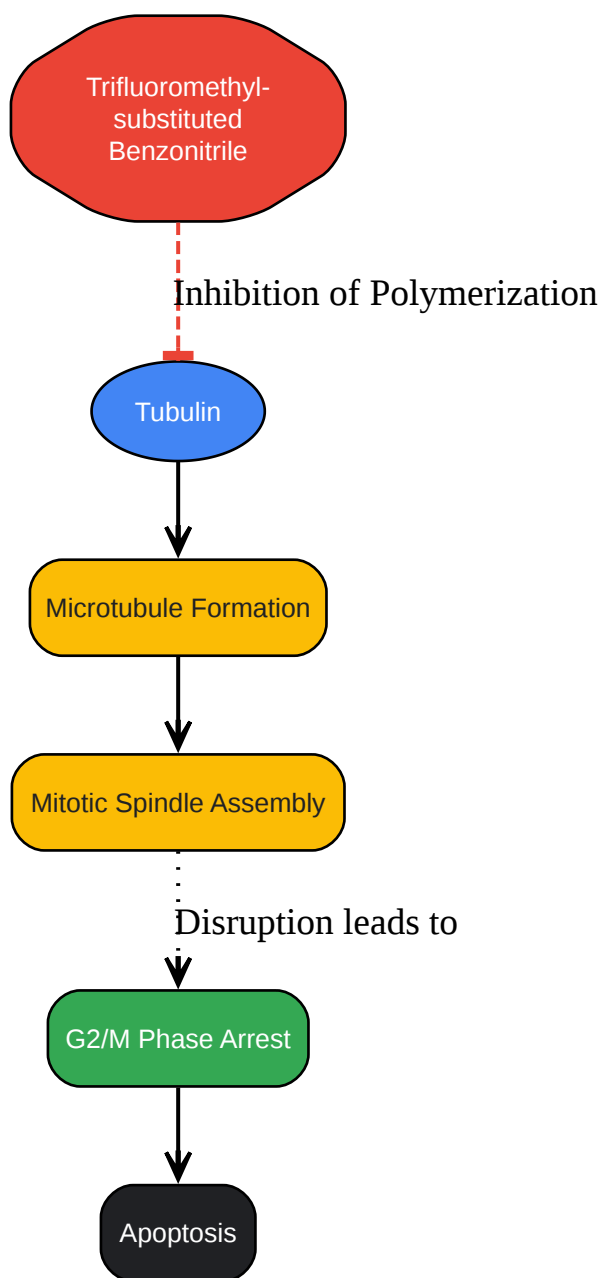 Trifluoromethyl-
substituted
Benzonitrile
Inhibition of Polymerization
Tubulin
Microtubule Formation
Mitotic Spindle Assembly
Disruption leads to
G2/M Phase Arrest
Apoptosis